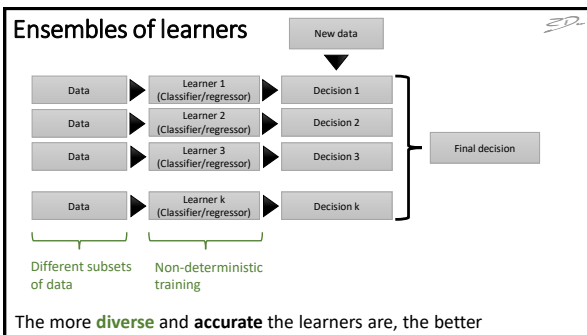 Ensembles of learners
New data
Data
Learner 1
(Classifier/regressor)
Decision 1
Data
Learner 2
(Classifier/regressor)
Decision 2
Data
Learner 3
(Classifier/regressor)
Decision 3
Final decision
Data
Learner k
(Classifier/regressor)
Decision k
Different subsets
of data
Non-deterministic
training
The more diverse and accurate the learners are, the better